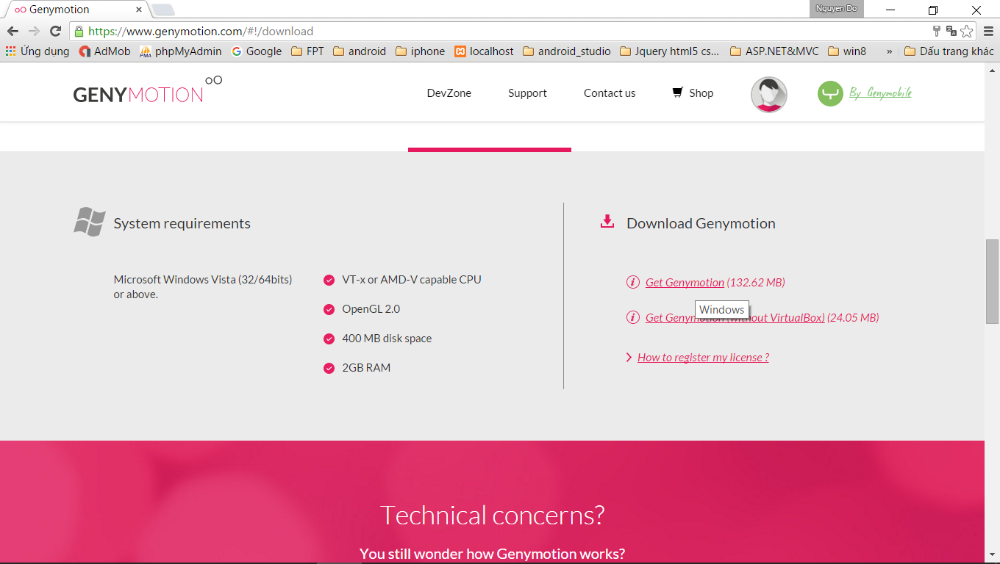 Genymotion
Nguyen Do
https://www.genymotion.com/#!/download
Ứng dụng AdMob phpMyAdmin Google FPT android iphone localhost android_studio Jquery html5 cs... ASP.NET&MVC win8 » Dấu trang khác
GENYMOTION DevZone Support Contact us Shop By Genymobile
System requirements
Microsoft Windows Vista (32/64bits)
or above.
VT-x or AMD-V capable CPU
OpenGL 2.0
400 MB disk space
2GB RAM
Download Genymotion
Get Genymotion (132.62 MB)
Windows
Get Genymotion (without VirtualBox) (24.05 MB)
How to register my license ?
Technical concerns?
You still wonder how Genymotion works?